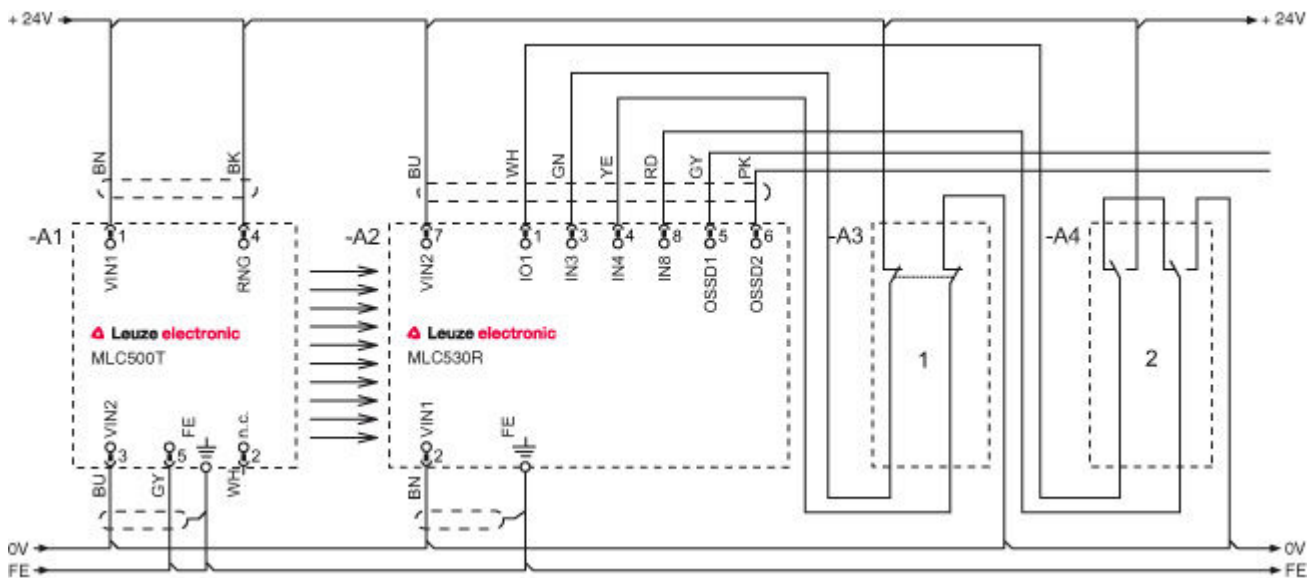 + 24V
+ 24V
BN
BK
BU
WH
GN
YE
RD
GY
PK
-A1
1
4
-A2
7
1
3
4
8
5
6
-A3
-A4
VIN1
RNG
VIN2
IO1
IN3
IN4
IN8
OSSD1
OSSD2
Leuze electronic
MLC500T
Leuze electronic
MLC530R
1
2
VIN2
FE
n.c.
VIN1
FE
3
5
2
2
BU
GY
WH
BN
0V
0V
FE
FE